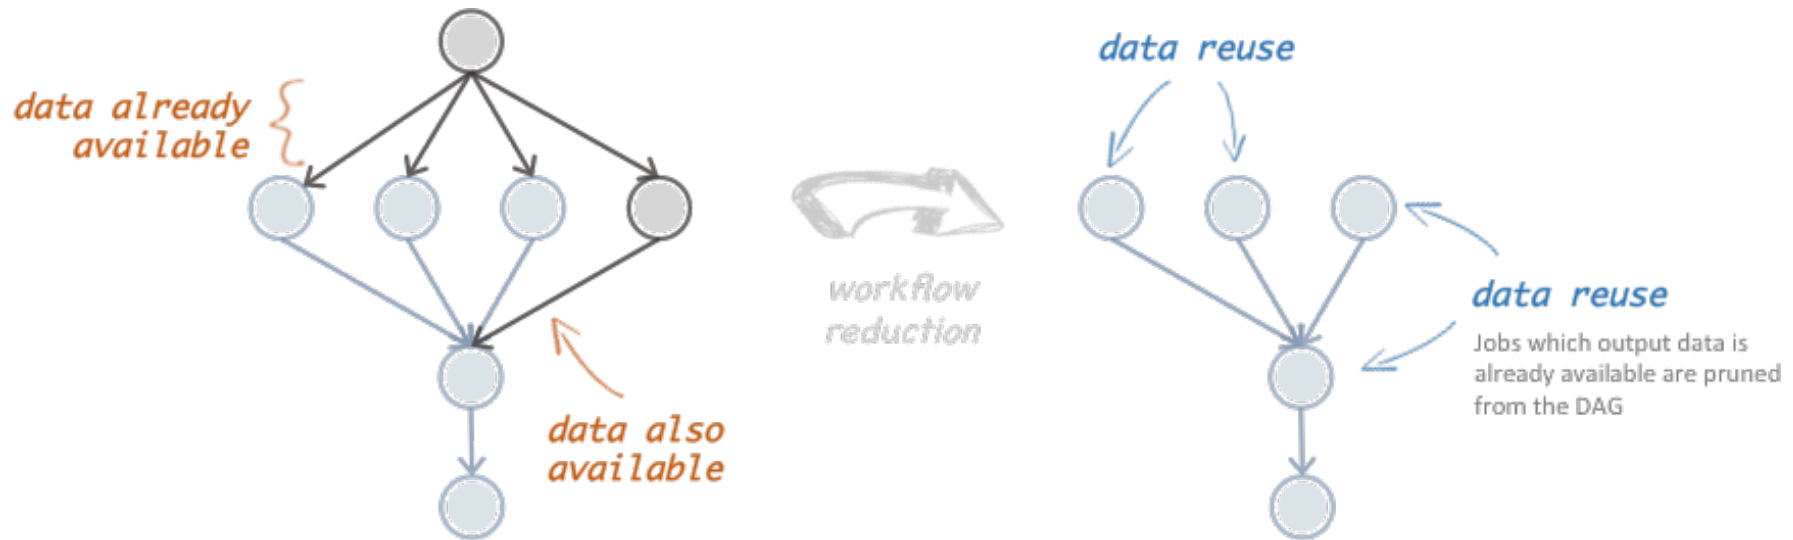 data already
available
data also
available
workflow
reduction
data reuse
data reuse
Jobs which output data is
already available are pruned
from the DAG